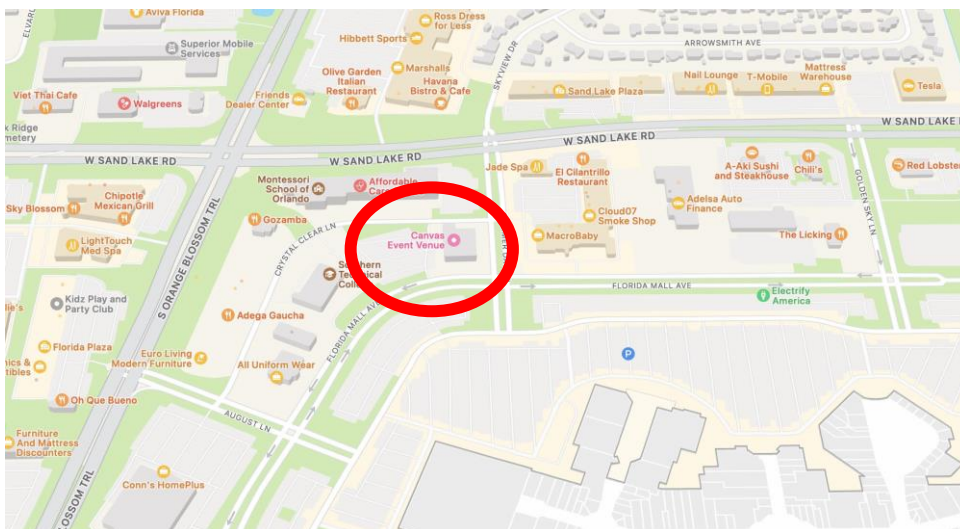 ELVARD
Aviva Florida
Superior Mobile
Services
Viet Thai Cafe
Walgreens
Friends
Dealer Center
Hibbett Sports
Ross Dress
for Less
Marshalls
Olive Garden
Italian
Restaurant
Havana
Bistro & Cafe
SKYVIEW DR
ARROWSMITH AVE
Sand Lake Plaza
Nail Lounge
T-Mobile
Mattress
Warehouse
Tesla
k Ridge
metery
W SAND LAKE RD
W SAND LAKE RD
W SAND LAKE RD
W SAND LAKE
Montessori
School of
Orlando
Affordable
Jade Spa
El Cilantrillo
Restaurant
A-Aki Sushi
and Steakhouse
Chili's
Red Lobster
Sky Blossom
Chipotle
Mexican Grill
Gozamba
Canvas
Event Venue
Cloud07
Smoke Shop
Adelsa Auto
Finance
LightTouch
Med Spa
S ORANGE BLOSSOM TRL
CRYSTAL CLEAR LN
MacroBaby
The Licking
GOLDEN SKY LN
Southern
Technical
Kidz Play and
Party Club
FLORIDA MALL AVE
FLORIDA MALL AVE
Electrify
America
Adega Gaucha
Florida Plaza
Euro Living
Modern Furniture
All Uniform Wear
P
Oh Que Bueno
AUGUST LN
Furniture
And Mattress
Discounters
Conn's HomePlus
BLOSSOM TRL